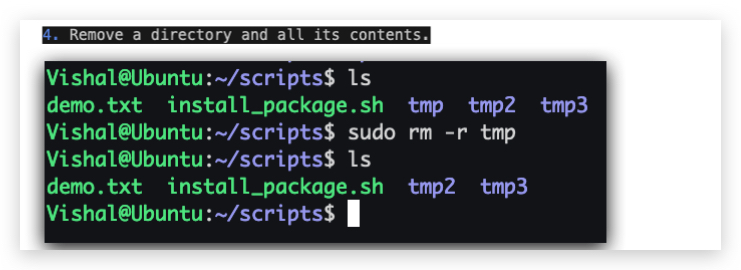 4. Remove a directory and all its contents.
Vishal@Ubuntu:~/scripts$ ls
demo.txt  install_package.sh  tmp  tmp2  tmp3
Vishal@Ubuntu:~/scripts$ sudo rm -r tmp
Vishal@Ubuntu:~/scripts$ ls
demo.txt  install_package.sh  tmp2  tmp3
Vishal@Ubuntu:~/scripts$